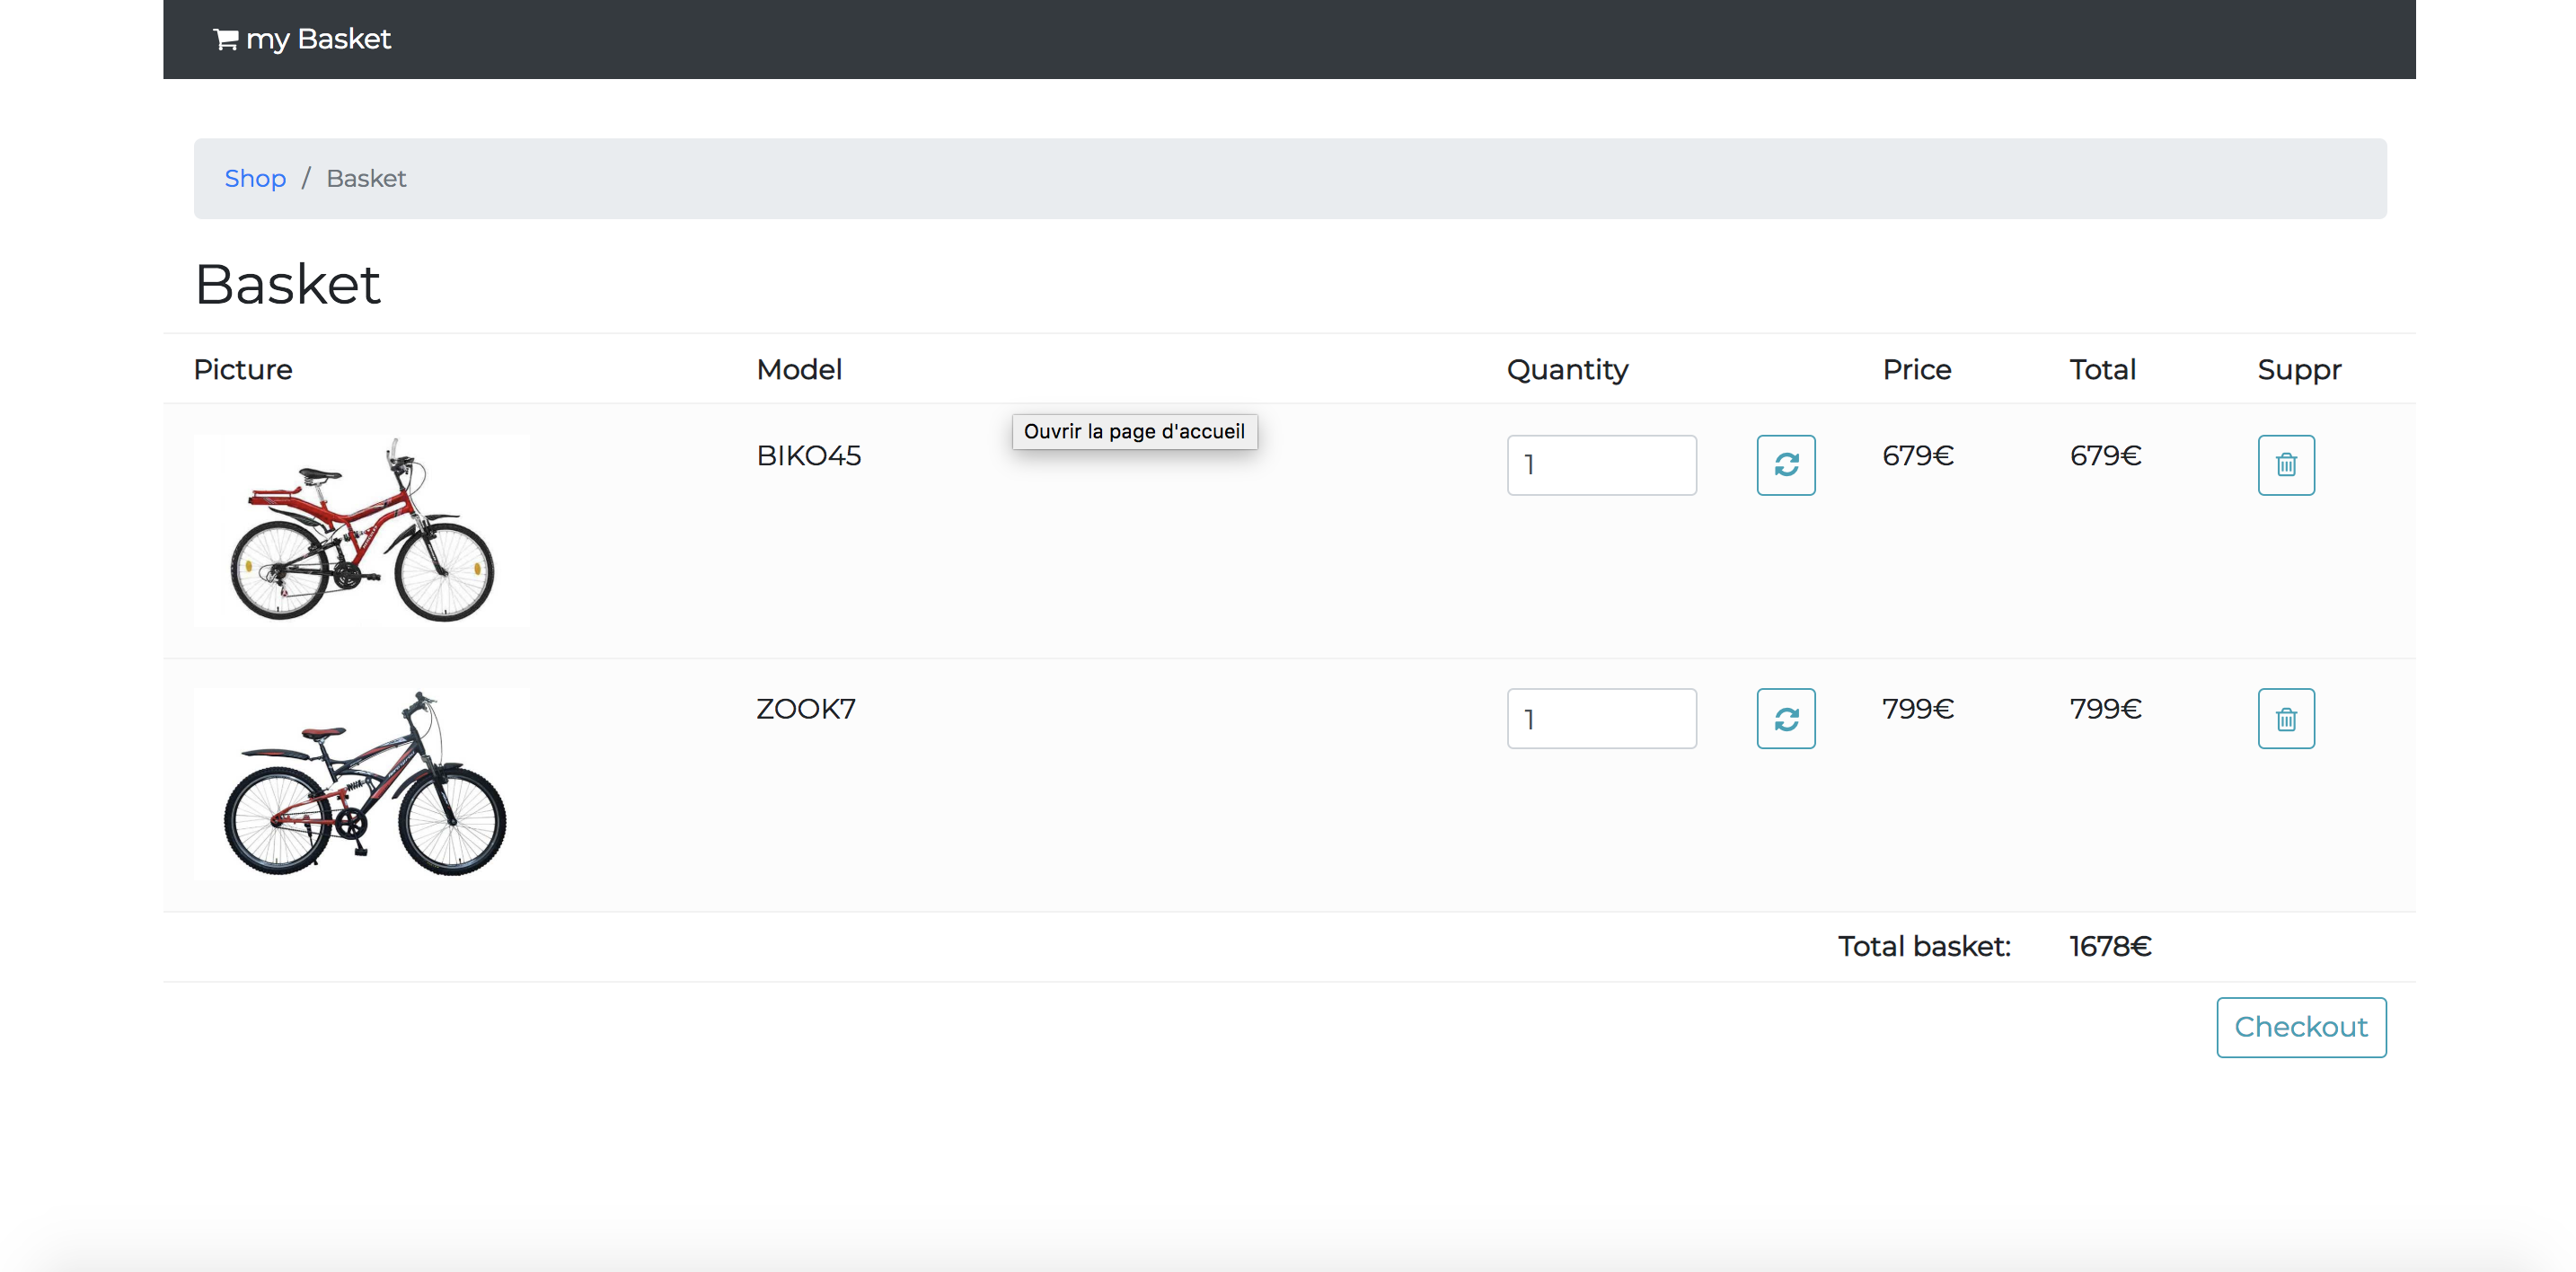 my Basket
Shop / Basket
Basket
Picture Model Quantity Price Total Suppr
Ouvrir la page d'accueil
BIKO45 1 679€ 679€
ZOOK7 1 799€ 799€
Total basket: 1678€
Checkout